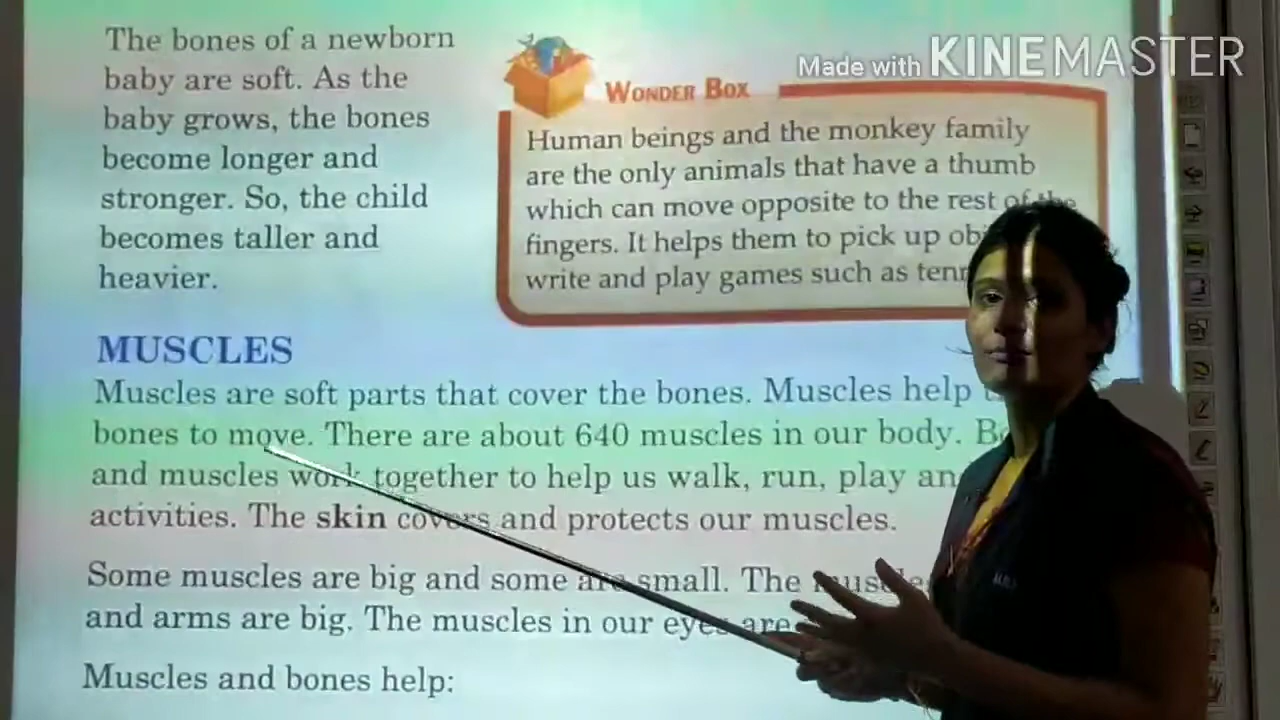 The bones of a newborn
baby are soft. As the
baby grows, the bones
become longer and
stronger. So, the child
becomes taller and
heavier.
Made with KINEMASTER
WONDER BOX
Human beings and the monkey family
are the only animals that have a thumb
which can move opposite to the rest of the
fingers. It helps them to pick up
write and play games such as
MUSCLES
Muscles are soft parts that cover the bones. Muscles help
bones to move. There are about 640 muscles in our body.
and muscles work together to help us walk, run, play
activities. The skin covers and protects our muscles.
Some muscles are big and some are small. The muscles
and arms are big. The muscles in our eyes are
Muscles and bones help: